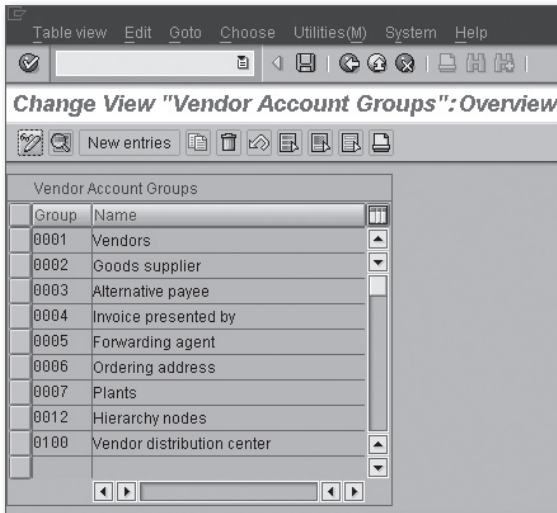 Table view Edit Goto Choose Utilities(M) System Help
Change View "Vendor Account Groups": Overview
New entries
Vendor Account Groups
Group Name
0001 Vendors
0002 Goods supplier
0003 Alternative payee
0004 Invoice presented by
0005 Forwarding agent
0006 Ordering address
0007 Plants
0012 Hierarchy nodes
0100 Vendor distribution center